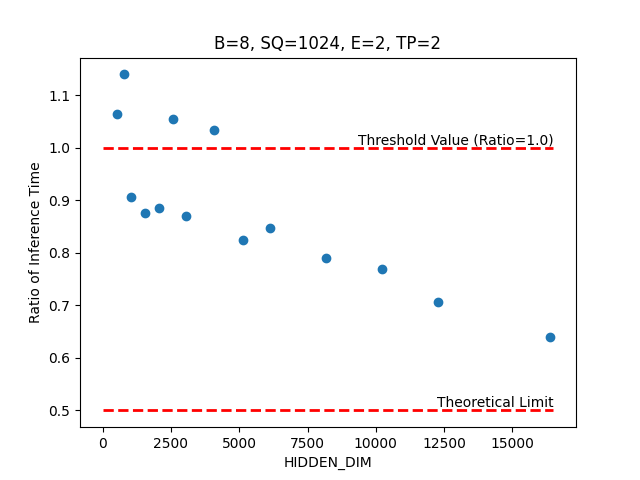 B=8, SQ=1024, E=2, TP=2
Ratio of Inference Time
1.1
1.0
0.9
0.8
0.7
0.6
0.5
Threshold Value (Ratio=1.0)
Theoretical Limit
0
2500
5000
7500
10000
12500
15000
HIDDEN_DIM